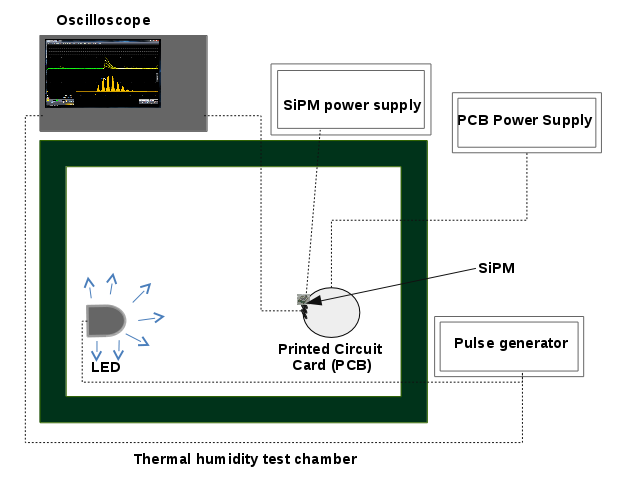 Oscilloscope
SiPM power supply
PCB Power Supply
SiPM
Pulse generator
Printed Circuit
Card (PCB)
LED
Thermal humidity test chamber